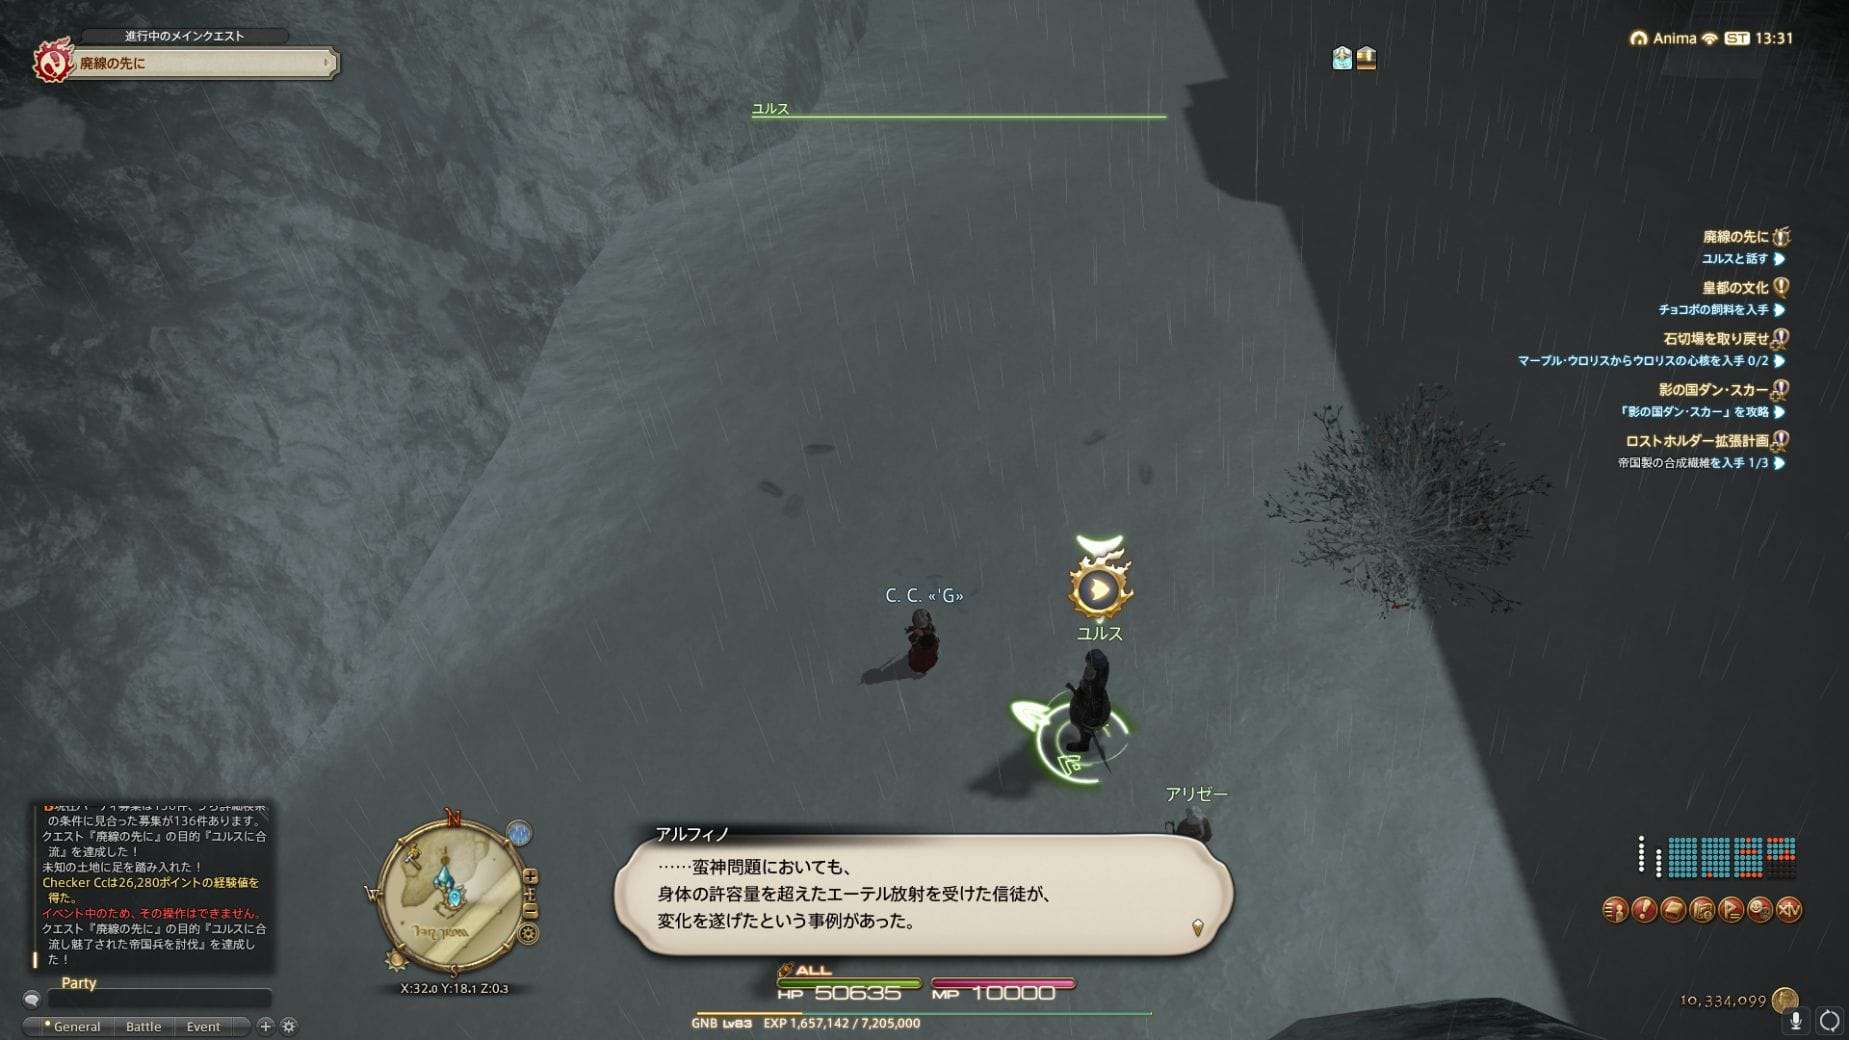 進行中のメインクエスト
廃線の先に
Anima ST 13:31
ユルス
廃線の先に
ユルスと話す
皇都の文化
チョコボの飼料を入手
石切場を取り戻せ
マーブル・ウロリスからウロリスの心核を入手 0/2
影の国ダン・スカー
『影の国ダン・スカー』を攻略
ロストホルダー拡張計画
帝国製の合成繊維を入手 1/3
C. C. «'G»
ユルス
アリゼー
アルフィノ
……蛮神問題においても、
身体の許容量を超えたエーテル放射を受けた信徒が、
変化を遂げたという事例があった。
の条件に見合った募集が136件あります。
クエスト『廃線の先に』の目的『ユルスに合
流』を達成した！
未知の土地に足を踏み入れた！
Checker Ccは26,280ポイントの経験値を
得た。
イベント中のため、その操作はできません。
クエスト『廃線の先に』の目的『ユルスに合
流し魅了された帝国兵を討伐』を達成し
た！
Party
General Battle Event
N
W
S
X:32.0 Y:18.1 Z:0.3
ALL
HP 50635 MP 10000
GNB Lv83 EXP 1,657,142 / 7,205,000
XIV
10,334,099